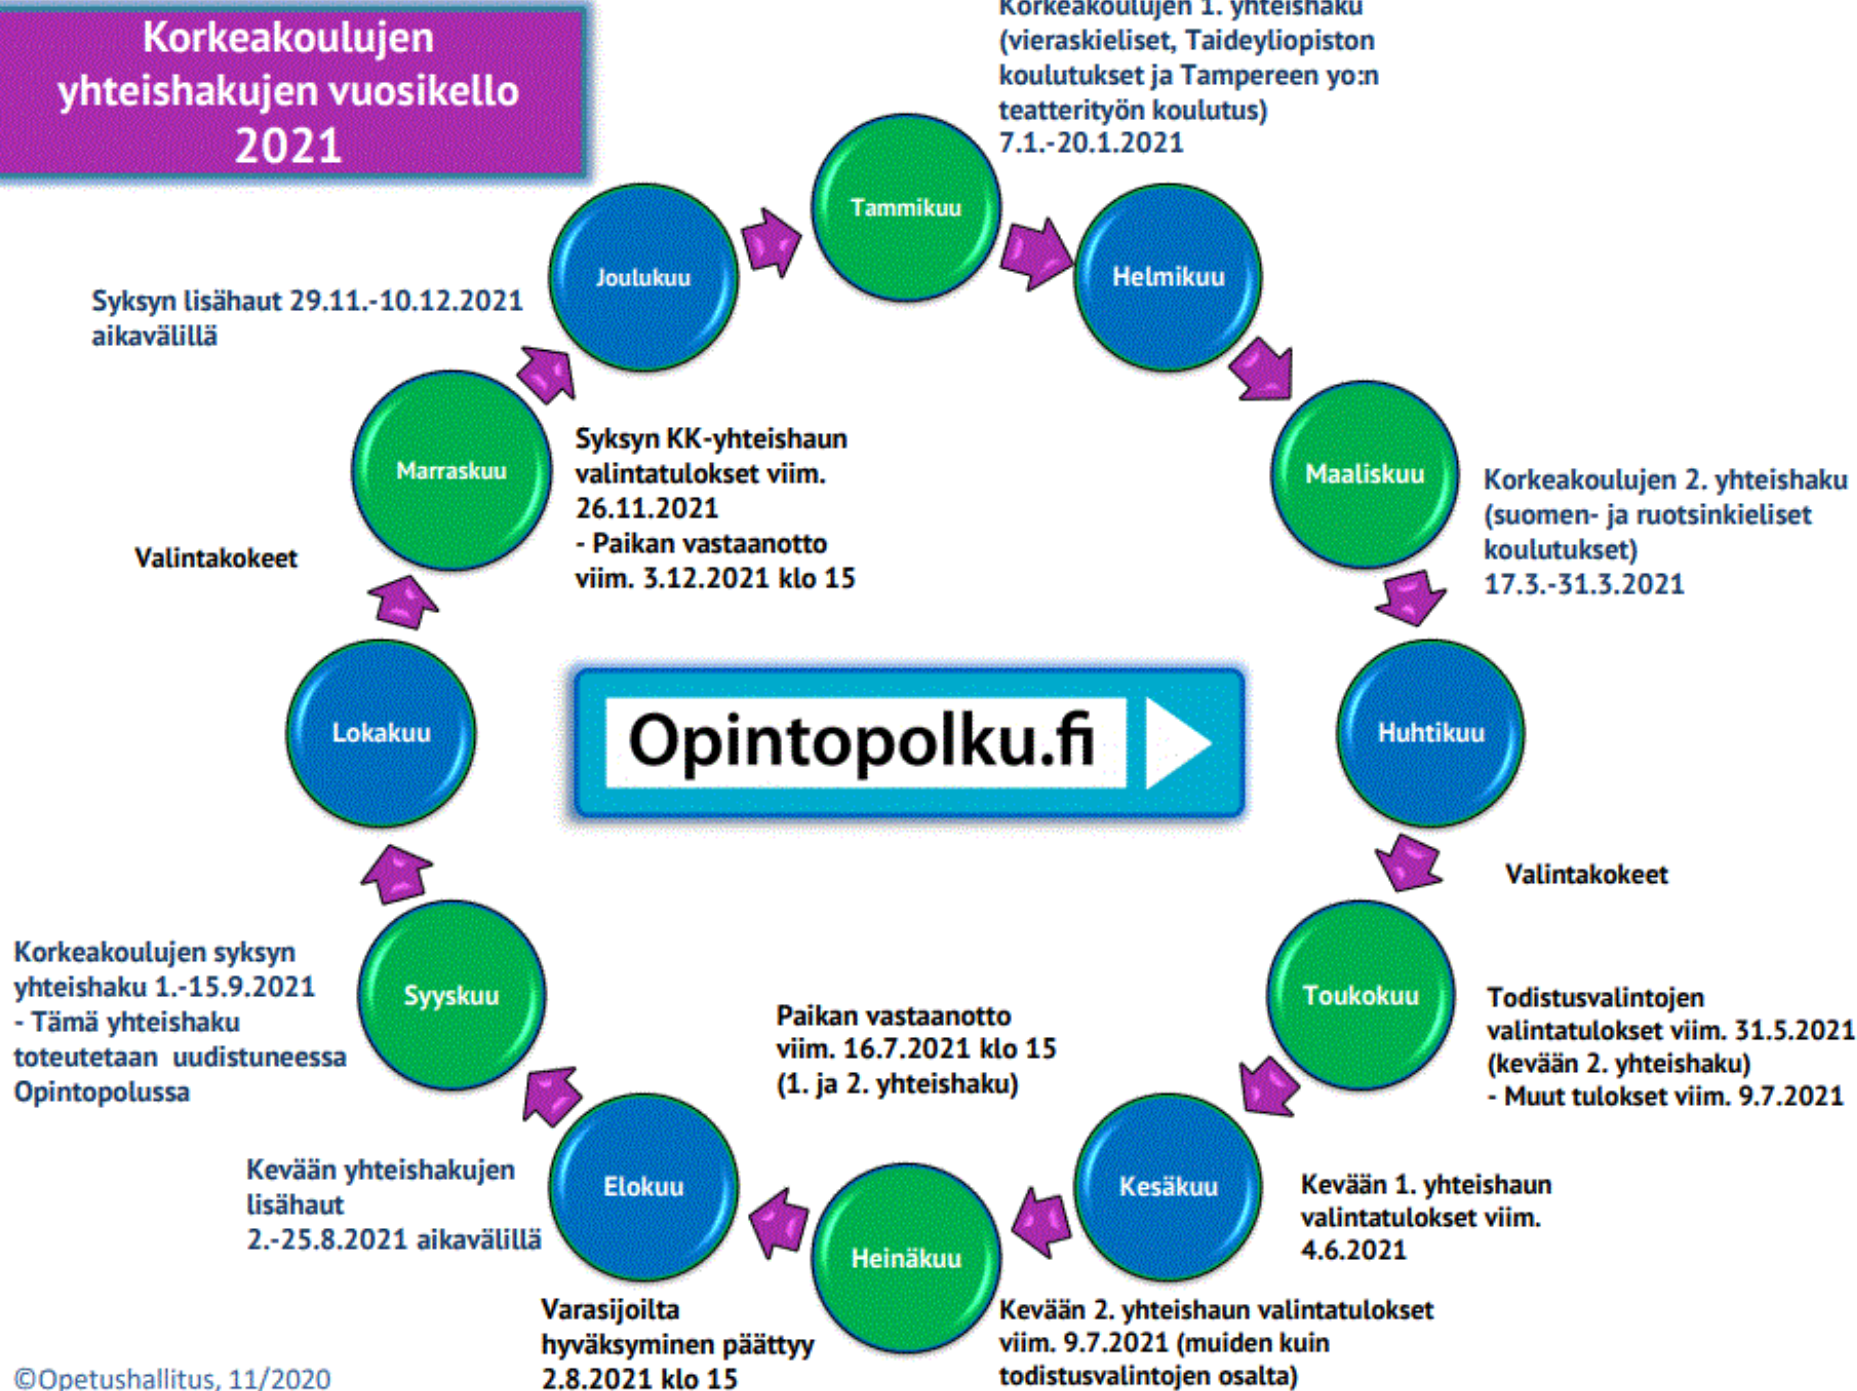 Korkeakoulujen
yhteishakujen vuosikello
2021
Korkeakoulujen 1. yhteishaku
(vieraskieliset, Taideyliopiston
koulutukset ja Tampereen yo:n
teatterityön koulutus)
7.1.-20.1.2021
Tammikuu
Helmikuu
Maaliskuu
Korkeakoulujen 2. yhteishaku
(suomen- ja ruotsinkieliset
koulutukset)
17.3.-31.3.2021
Huhtikuu
Valintakokeet
Toukokuu
Todistusvalintojen
valintatulokset viim. 31.5.2021
(kevään 2. yhteishaku)
- Muut tulokset viim. 9.7.2021
Kesäkuu
Kevään 1. yhteishaun
valintatulokset viim.
4.6.2021
Heinäkuu
Kevään 2. yhteishaun valintatulokset
viim. 9.7.2021 (muiden kuin
todistusvalintojen osalta)
Paikan vastaanotto
viim. 16.7.2021 klo 15
(1. ja 2. yhteishaku)
Elokuu
Varasijoilta
hyväksyminen päättyy
2.8.2021 klo 15
Kevään yhteishakujen
lisähaut
2.-25.8.2021 aikavälillä
Syyskuu
Korkeakoulujen syksyn
yhteishaku 1.-15.9.2021
- Tämä yhteishaku
toteutetaan uudistuneessa
Opintopolussa
Lokakuu
Valintakokeet
Marraskuu
Syksyn KK-yhteishaun
valintatulokset viim.
26.11.2021
- Paikan vastaanotto
viim. 3.12.2021 klo 15
Syksyn lisähaut 29.11.-10.12.2021
aikavälillä
Joulukuu
Opintopolku.fi
©Opetushallitus, 11/2020